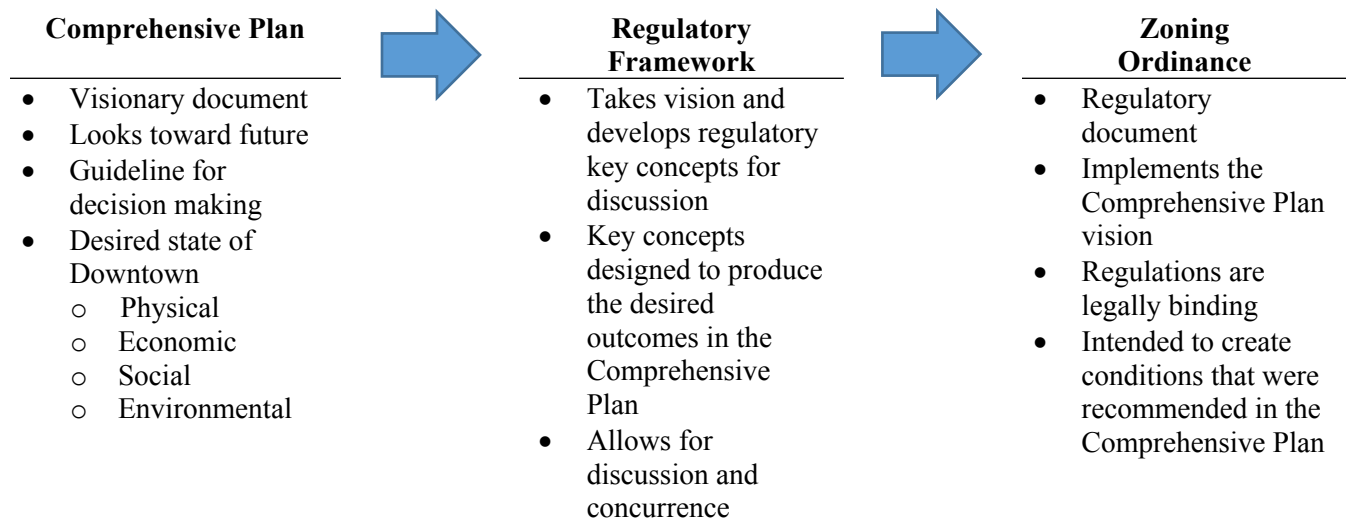 Comprehensive Plan
• Visionary document
• Looks toward future
• Guideline for
decision making
• Desired state of
Downtown
o Physical
o Economic
o Social
o Environmental
Regulatory
Framework
• Takes vision and
develops regulatory
key concepts for
discussion
• Key concepts
designed to produce
the desired
outcomes in the
Comprehensive
Plan
• Allows for
discussion and
concurrence
Zoning
Ordinance
• Regulatory
document
• Implements the
Comprehensive Plan
vision
• Regulations are
legally binding
• Intended to create
conditions that were
recommended in the
Comprehensive Plan